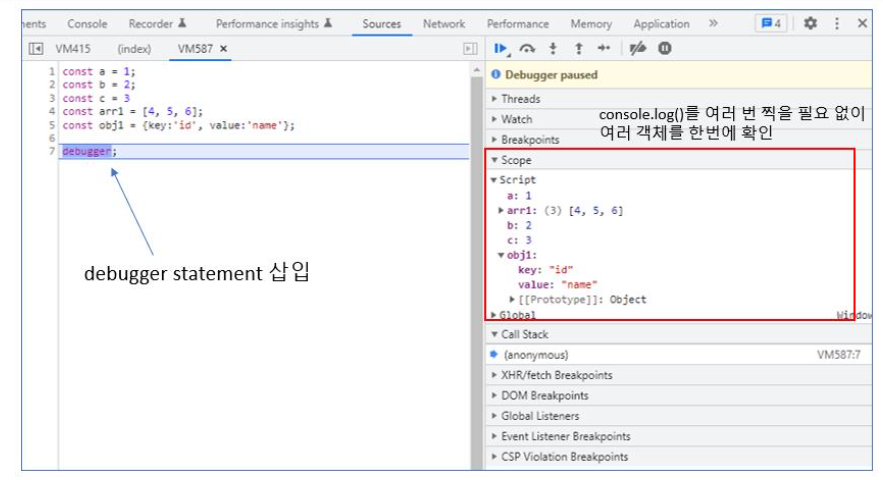 ents Console Recorder Performance insights Sources Network Performance Memory Application » 4
VM415 (index) VM587 ×
1 const a = 1;
2 const b = 2;
3 const c = 3
4 const arr1 = [4, 5, 6];
5 const obj1 = {key:'id', value:'name'};
6
7 debugger;
debugger statement 삽입
Debugger paused
Threads
Watch
Breakpoints
console.log()를 여러 번 찍을 필요 없이
여러 객체를 한번에 확인
Scope
Script
a: 1
arr1: (3) [4, 5, 6]
b: 2
c: 3
obj1:
key: "id"
value: "name"
[[Prototype]]: Object
Global Window
Call Stack
(anonymous) VM587:7
XHR/fetch Breakpoints
DOM Breakpoints
Global Listeners
Event Listener Breakpoints
CSP Violation Breakpoints